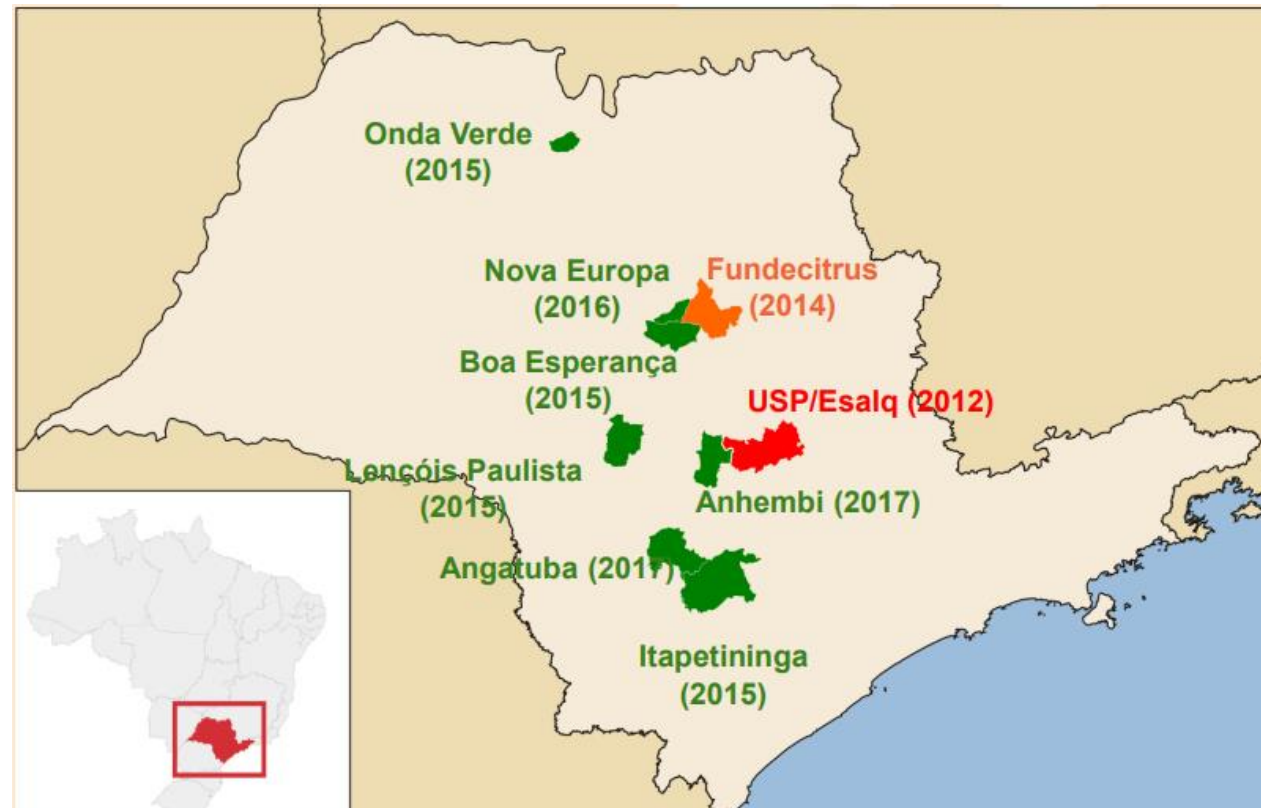 Onda Verde
(2015)
Nova Europa
(2016)
Fundecitrus
(2014)
Boa Esperança
(2015)
USP/Esalq (2012)
Lençóis Paulista
(2015)
Anhembi (2017)
Angatuba (2017)
Itapetininga
(2015)